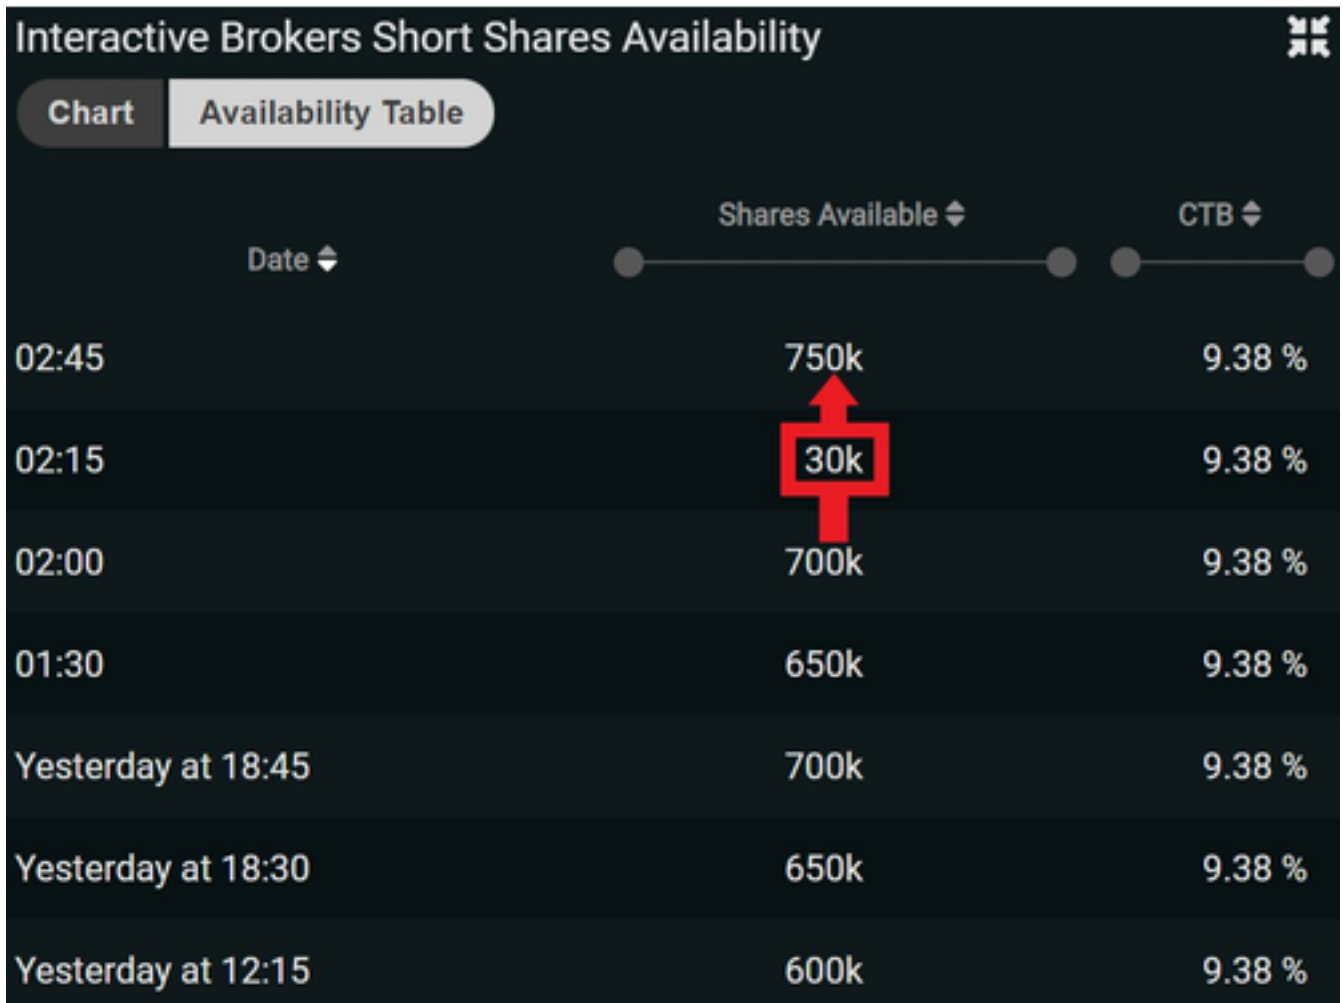 Interactive Brokers Short Shares Availability
Chart Availability Table
Date Shares Available CTB
02:45 750k 9.38 %
02:15 30k 9.38 %
02:00 700k 9.38 %
01:30 650k 9.38 %
Yesterday at 18:45 700k 9.38 %
Yesterday at 18:30 650k 9.38 %
Yesterday at 12:15 600k 9.38 %